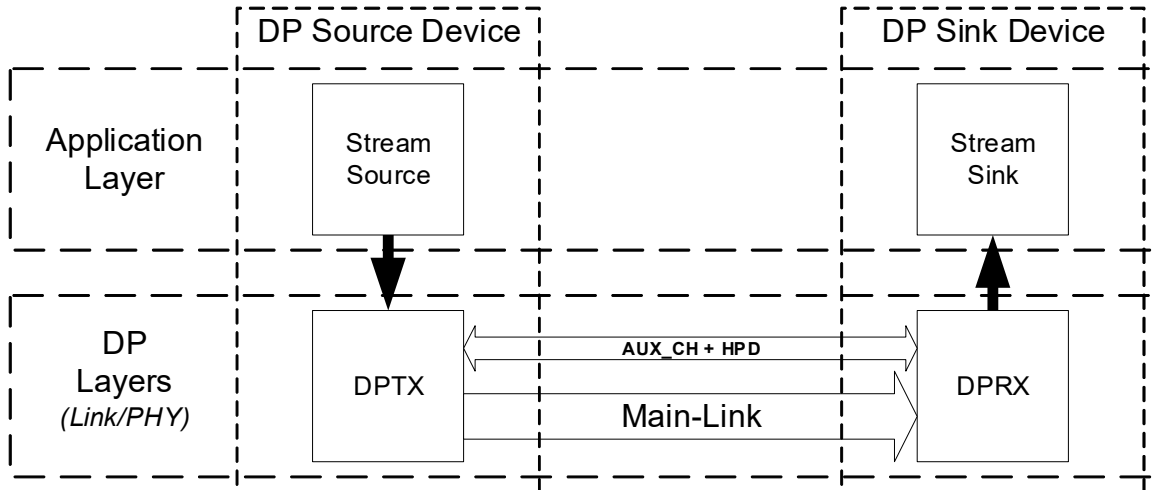 DP Source Device
DP Sink Device
Application
Layer
Stream
Source
Stream
Sink
DP
Layers
(Link/PHY)
DPTX
AUX_CH + HPD
Main-Link
DPRX